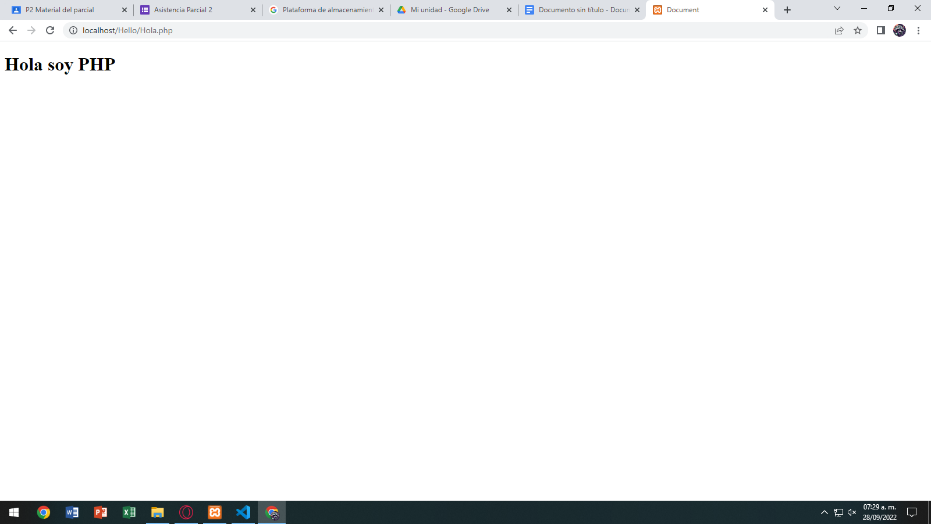 P2 Material del parcial
Asistencia Parcial 2
Plataforma de almacenamien
Mi unidad - Google Drive
Documento sin título - Docu
Document
localhost/Hello/Hola.php
Hola soy PHP
07:29 a. m.
28/09/2022